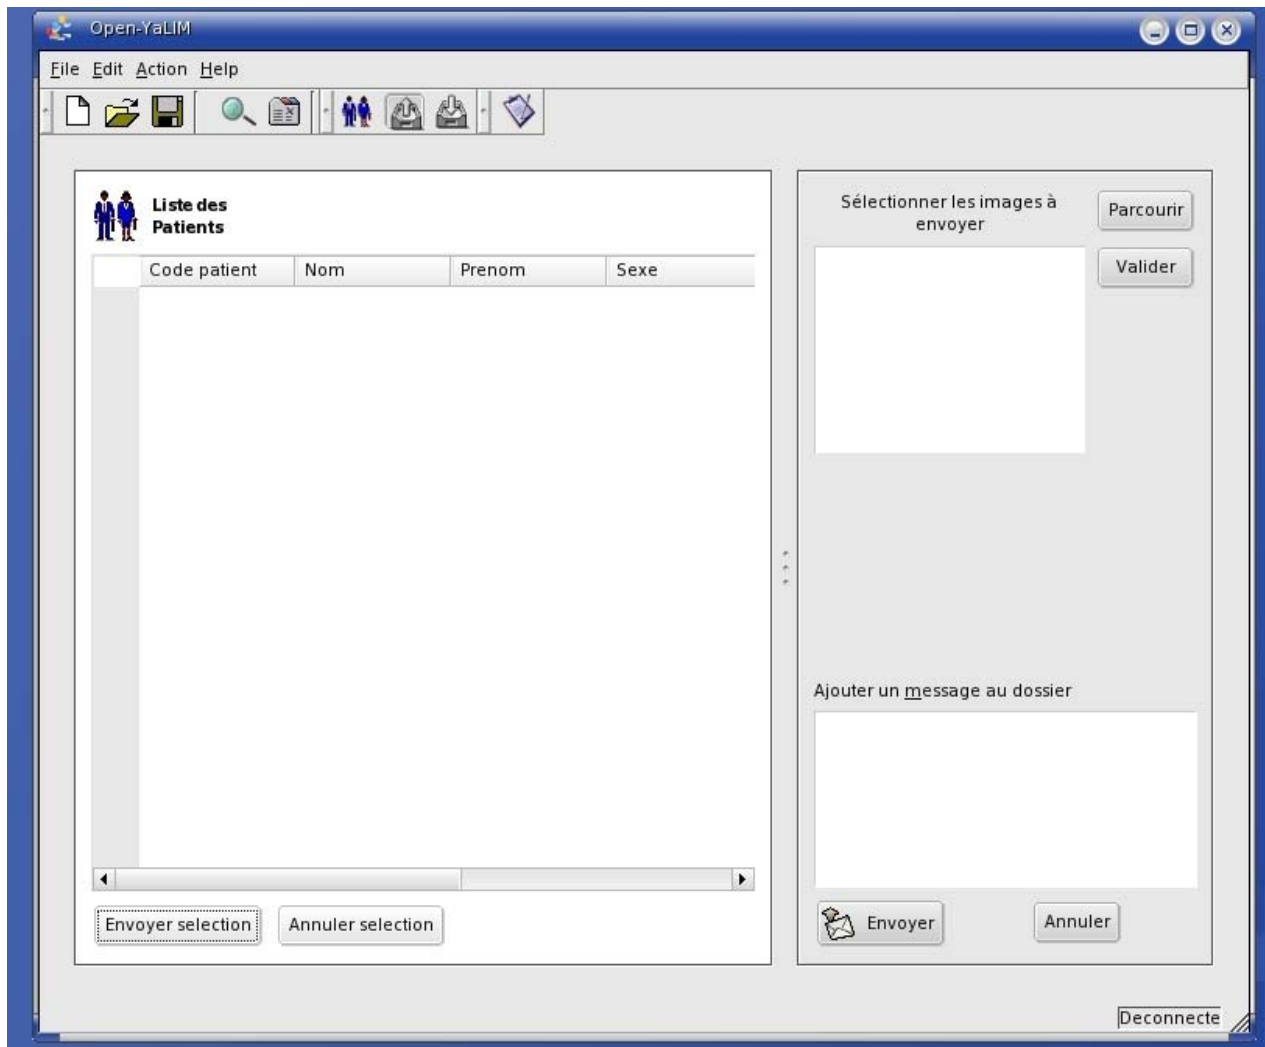 Open-YaLIM
File Edit Action Help
Liste des
Patients
Code patient Nom Prenom Sexe
Envoyer selection Annuler selection
Sélectionner les images à
envoyer
Parcourir
Valider
Ajouter un message au dossier
Envoyer Annuler
Deconnecte